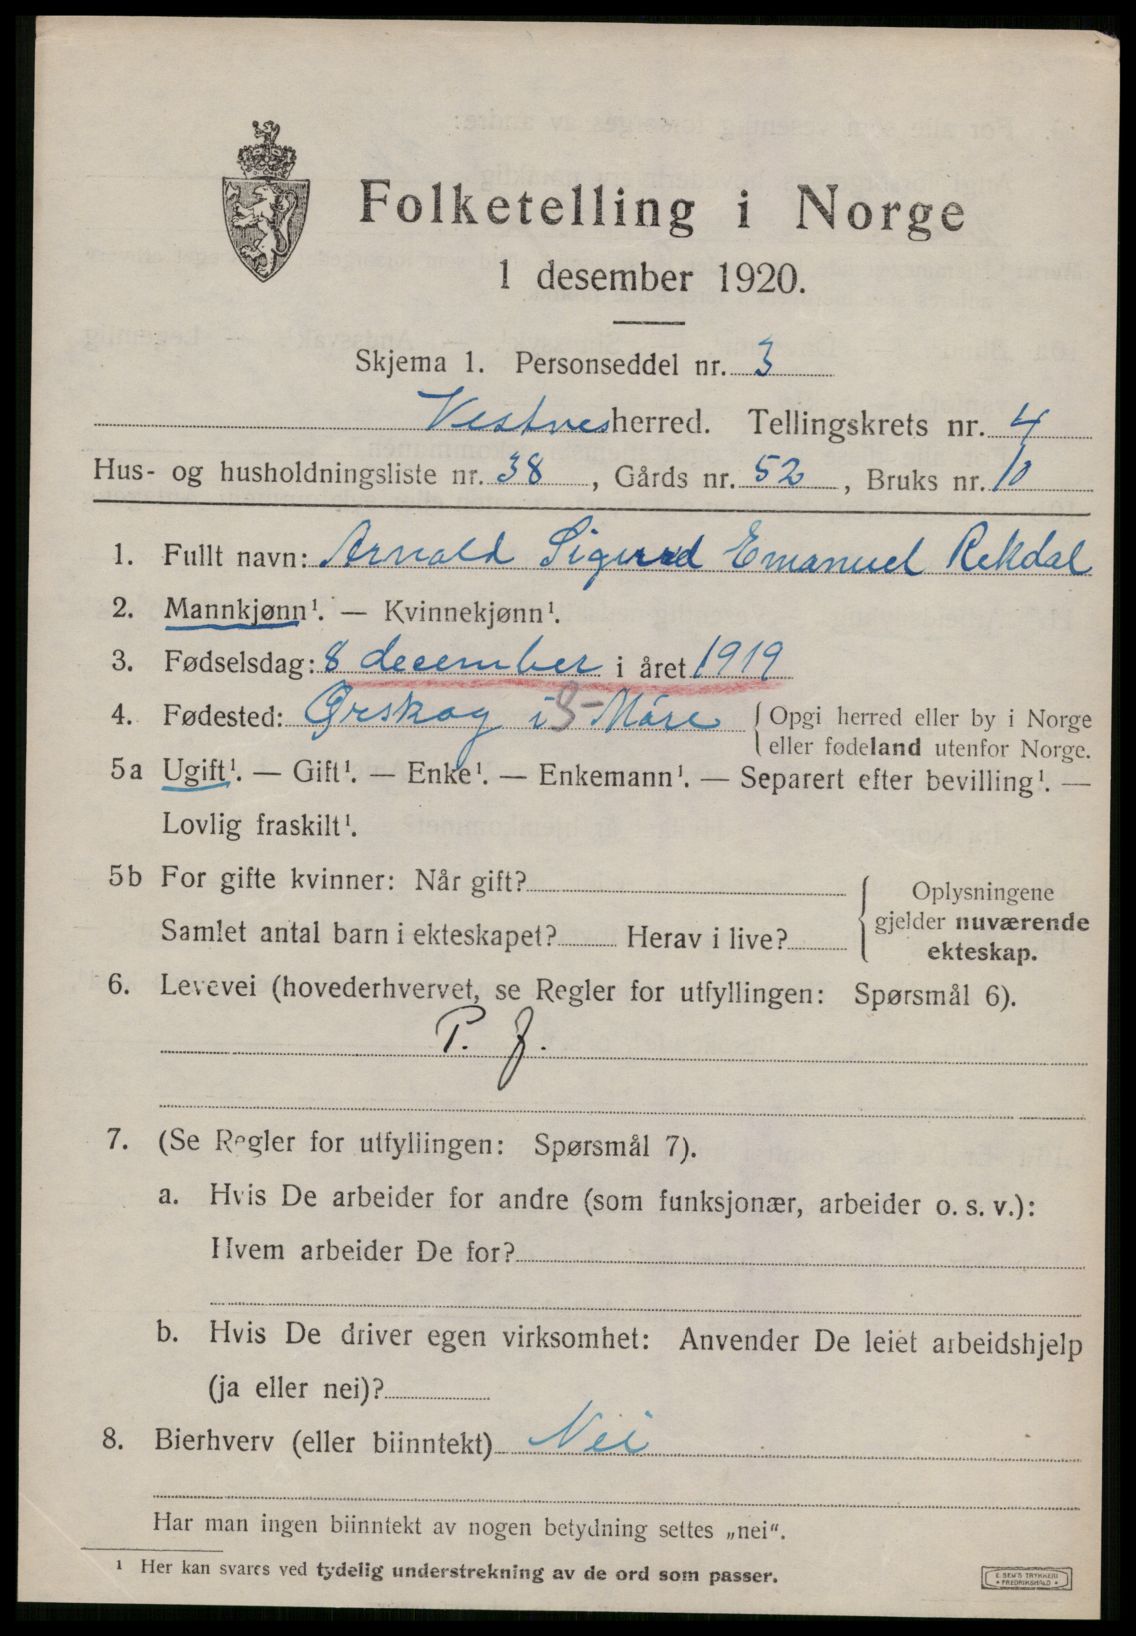 Folketelling i Norge
1 desember 1920.
Skjema 1. Personseddel nr. 3
Vestnes herred. Tellingskrets nr. 4
Hus- og husholdningsliste nr. 38, Gårds nr. 52, Bruks nr. 10
1. Fullt navn: Arnold Sigurd Emanuel Rekdal
2. Mannkjønn¹. — Kvinnekjønn¹.
3. Fødselsdag: 8 december i året 1919
4. Fødested: Ørskog i S-Møre { Opgi herred eller by i Norge
eller fødeland utenfor Norge.
5a Ugift¹. — Gift¹. — Enke¹. — Enkemann¹. — Separert efter bevilling¹. —
Lovlig fraskilt¹.
5b For gifte kvinner: Når gift?
Samlet antal barn i ekteskapet? Herav i live?
{ Oplysningene
gjelder nuværende
ekteskap.
6. Levevei (hovederhvervet, se Regler for utfyllingen: Spørsmål 6).
P. J.
7. (Se Regler for utfyllingen: Spørsmål 7).
a. Hvis De arbeider for andre (som funksjonær, arbeider o. s. v.):
Hvem arbeider De for?
b. Hvis De driver egen virksomhet: Anvender De leiet arbeidshjelp
(ja eller nei)?
8. Bierhverv (eller biinntekt) Nei
Har man ingen biinntekt av nogen betydning settes „nei“.
¹ Her kan svares ved tydelig understrekning av de ord som passer.
E. SEM'S TRYKKERI
* FREDRIKSHALD *